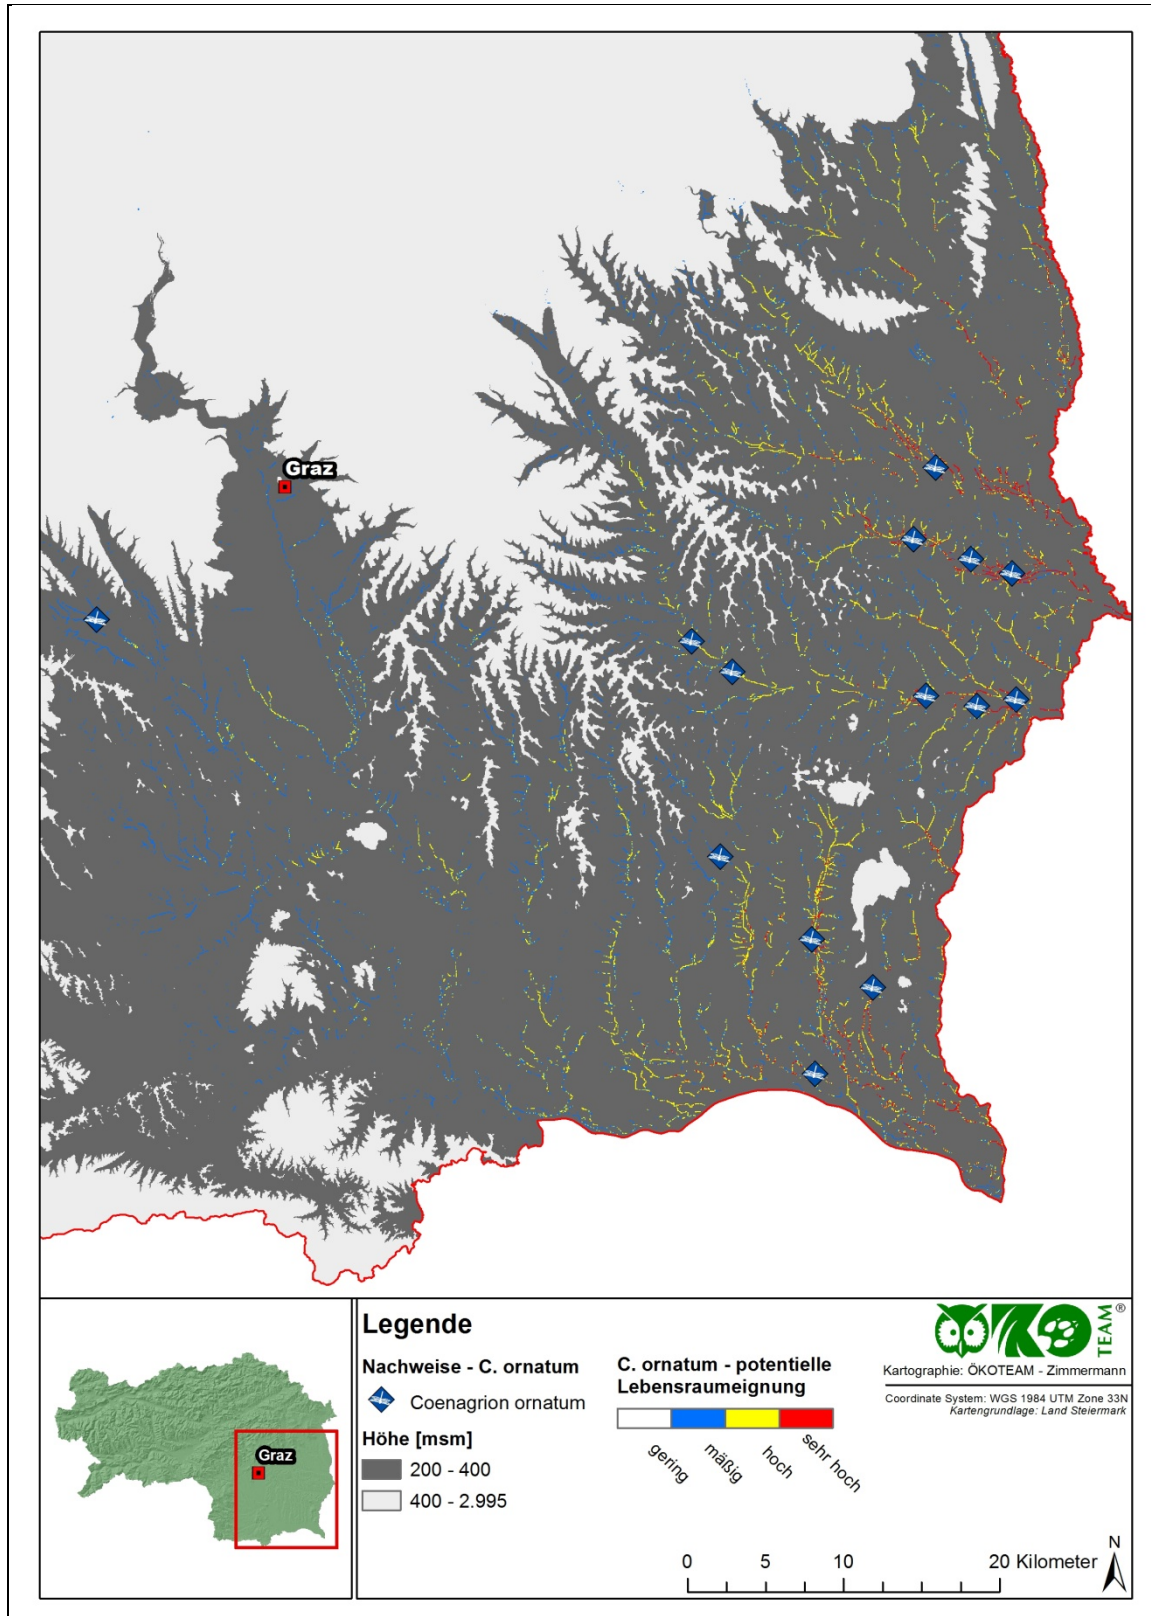 Graz
Graz
Legende
Nachweise - C. ornatum
Coenagrion ornatum
Höhe [msm]
200 - 400
400 - 2.995
C. ornatum - potentielle
Lebensraumeignung
gering
mäßig
hoch
sehr hoch
ÖKO
TEAM ®
Kartographie: ÖKOTEAM - Zimmermann
Coordinate System: WGS 1984 UTM Zone 33N
Kartengrundlage: Land Steiermark
N
0 5 10 20 Kilometer